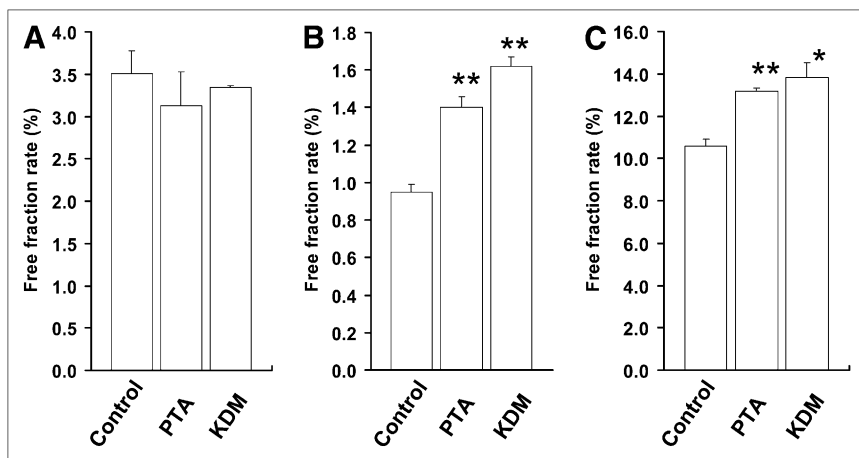 A
Free fraction rate (%)
4.0
3.5
3.0
2.5
2.0
1.5
1.0
0.5
0.0
Control
PTA
KDM
B
Free fraction rate (%)
1.8
1.6
1.4
1.2
1.0
0.8
0.6
0.4
0.2
0.0
**
**
Control
PTA
KDM
C
Free fraction rate (%)
16.0
14.0
12.0
10.0
8.0
6.0
4.0
2.0
0.0
**
*
Control
PTA
KDM